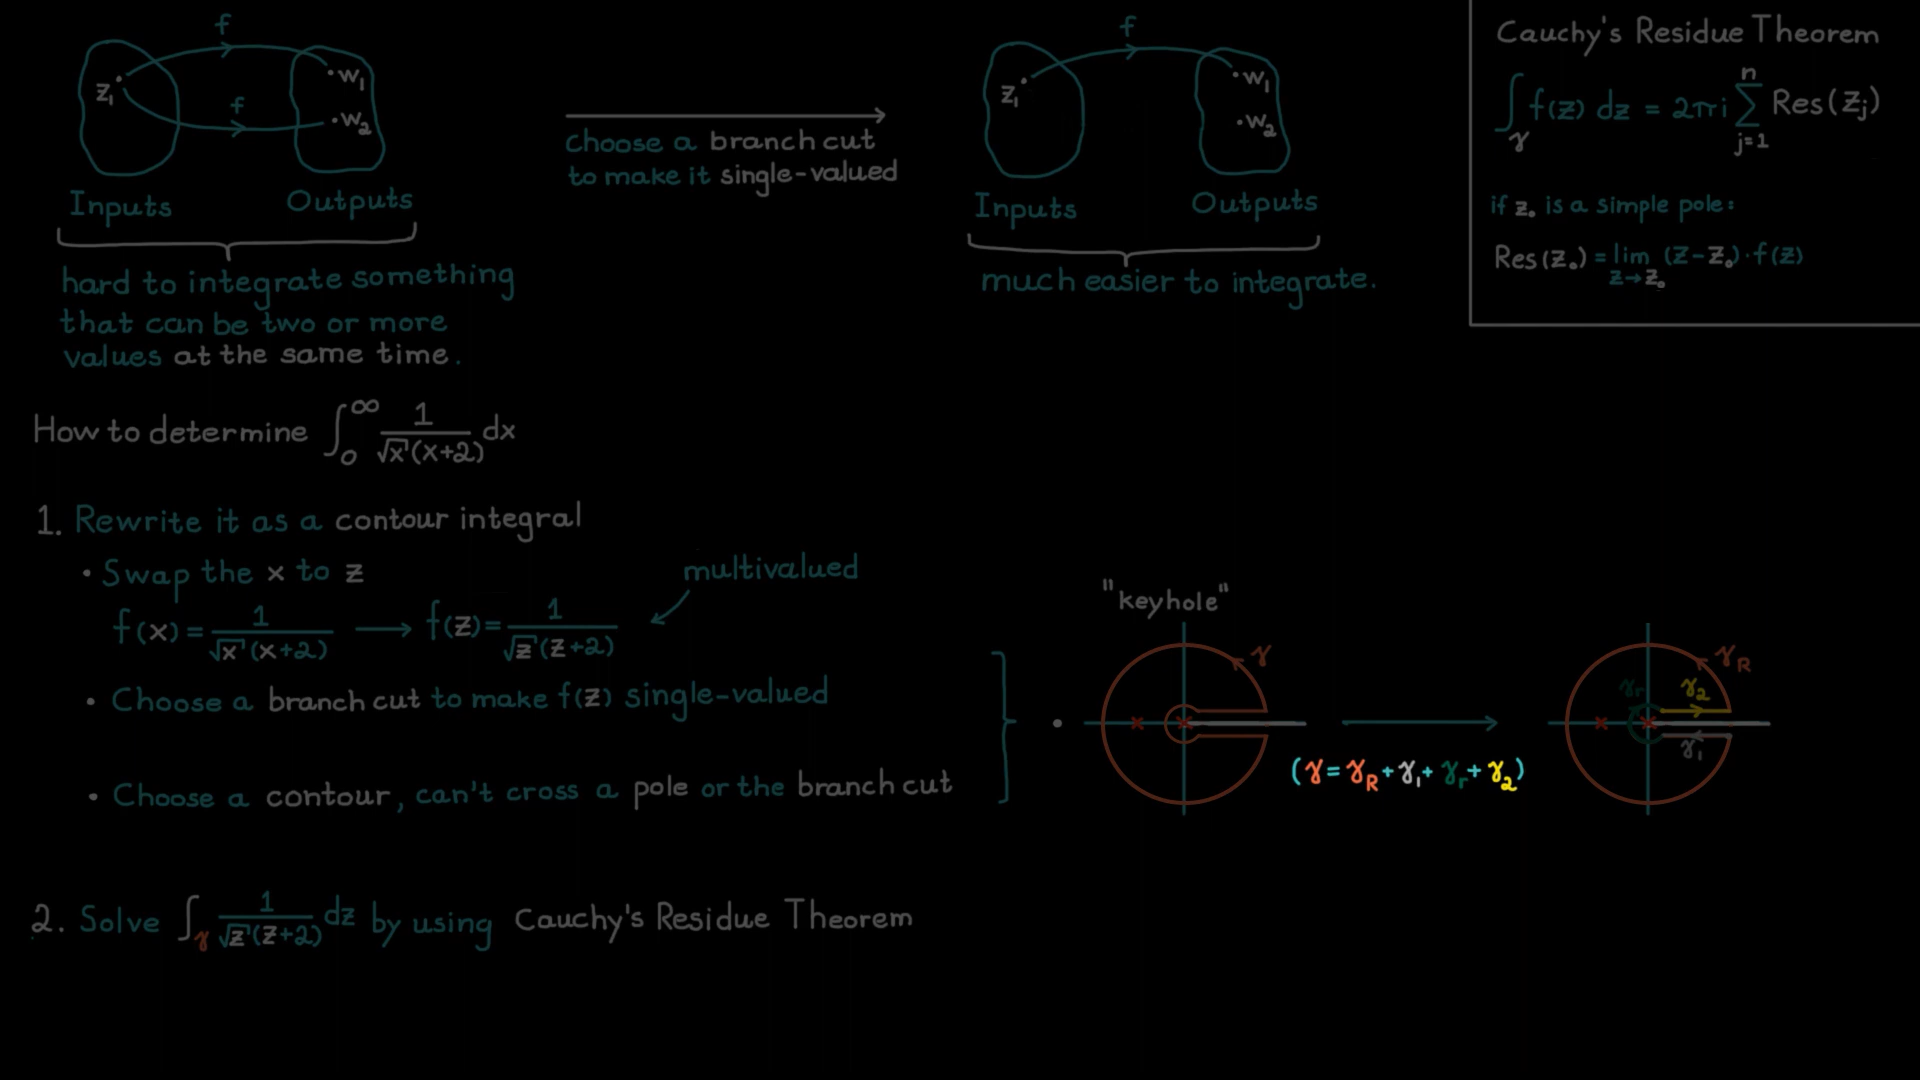 f
f
z₁
w₁
w₂
Inputs
Outputs
hard to integrate something
that can be two or more
values at the same time.
choose a branch cut
to make it single-valued
f
z₁
w₁
w₂
Inputs
Outputs
much easier to integrate.
Cauchy's Residue Theorem
∫_γ f(z) dz = 2πi ∑_{j=1}^{n} Res(z_j)
if z₀ is a simple pole:
Res(z₀) = lim_{z→z₀} (z-z₀)·f(z)
How to determine ∫₀^∞ 1/(√x(x+2)) dx
1. Rewrite it as a contour integral
• Swap the x to z
f(x) = 1/(√x(x+2)) ⟶ f(z) = 1/(√z(z+2))
multivalued
• Choose a branch cut to make f(z) single-valued
• Choose a contour, can't cross a pole or the branch cut
"keyhole"
γ
(γ = γ_R + γ₁ + γ_r + γ₂)
γ_R
γ_r
γ₂
γ₁
2. Solve ∫_γ 1/(√z(z+2)) dz by using Cauchy's Residue Theorem